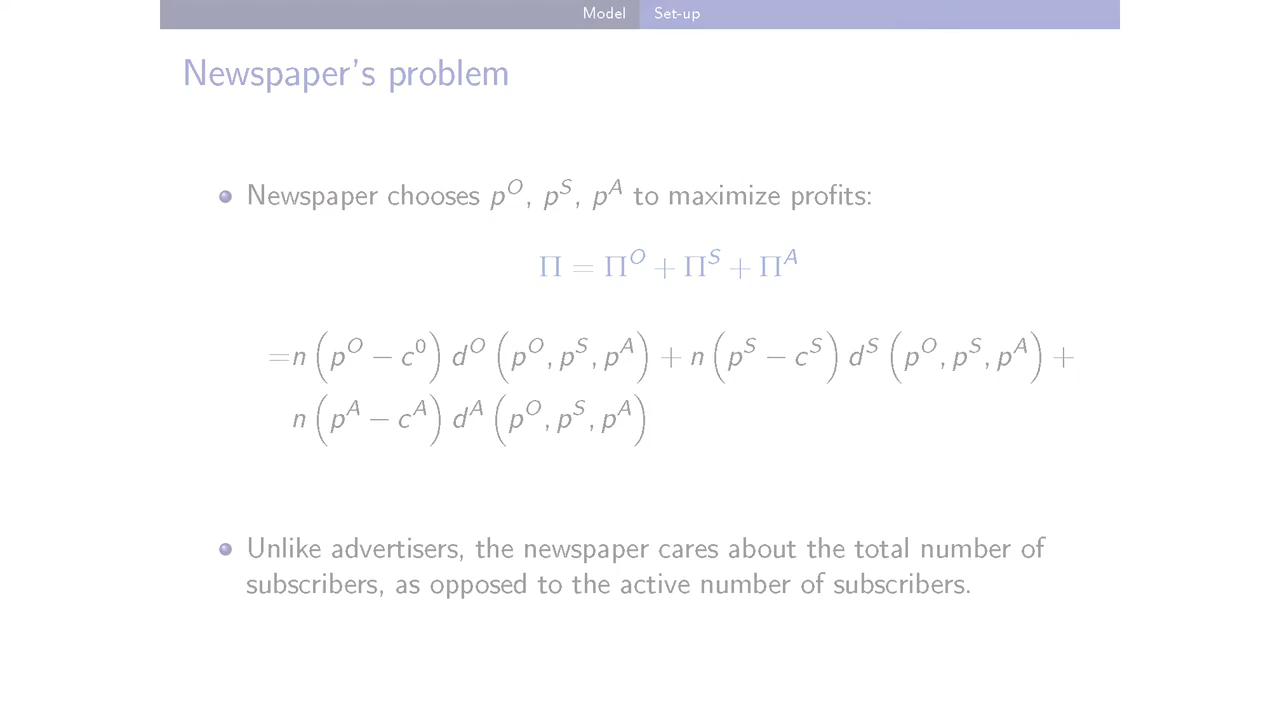 Model Set-up
Newspaper's problem
Newspaper chooses p^O, p^S, p^A to maximize profits:
Π = Π^O + Π^S + Π^A
=n (p^O − c^0) d^O (p^O, p^S, p^A) + n (p^S − c^S) d^S (p^O, p^S, p^A) +
n (p^A − c^A) d^A (p^O, p^S, p^A)
Unlike advertisers, the newspaper cares about the total number of
subscribers, as opposed to the active number of subscribers.